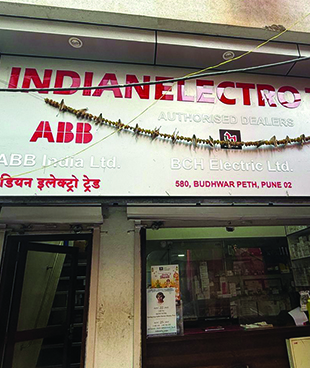 INDIANELECTRO T
AUTHORISED DEALERS
ABB
ABB India Ltd.
BCH Electric Ltd.
डियन इलेक्ट्रो ट्रेड
580, BUDHWAR PETH, PUNE 02